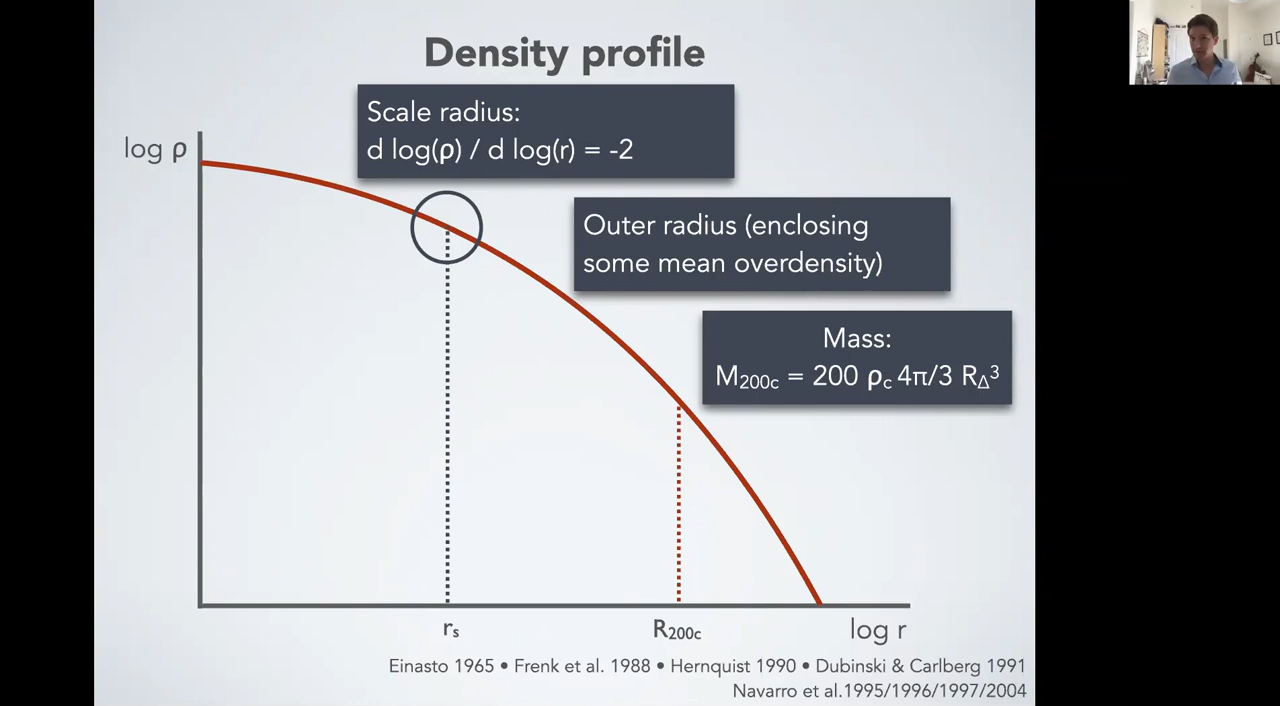 Density profile
Scale radius:
d log(ρ) / d log(r) = -2
log ρ
Outer radius (enclosing
some mean overdensity)
Mass:
M₂₀₀c = 200 ρc 4π/3 RΔ³
rs
R₂₀₀c
log r
Einasto 1965 • Frenk et al. 1988 • Hernquist 1990 • Dubinski & Carlberg 1991
Navarro et al.1995/1996/1997/2004